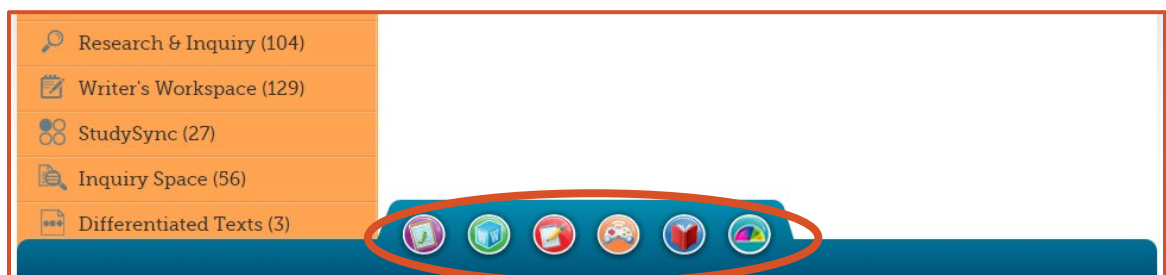 Research & Inquiry (104)
Writer's Workspace (129)
StudySync (27)
Inquiry Space (56)
Differentiated Texts (3)
W W